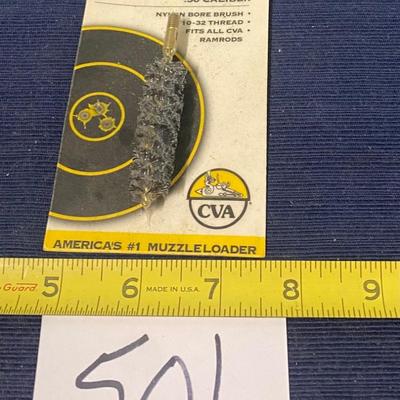 .50 CALIBER
NYLON BORE BRUSH •
10-32 THREAD •
FITS ALL CVA •
RAMRODS
CVA
AMERICA'S #1 MUZZLELOADER
Guard 5 6 MADE IN U.S.A. 7 8 9
501